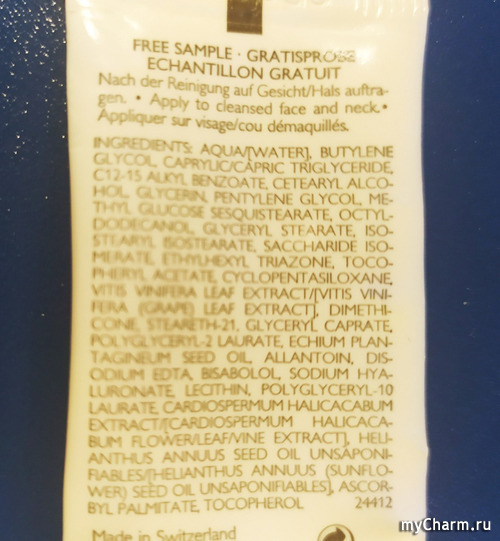 FREE SAMPLE · GRATISPROBE
ECHANTILLON GRATUIT
Nach der Reinigung auf Gesicht/Hals auftra-
gen. • Apply to cleansed face and neck.•
Appliquer sur visage/cou démaquillés.
INGREDIENTS: AQUA/[WATER], BUTYLENE
GLYCOL, CAPRYLIC/CAPRIC TRIGLYCERIDE,
C12-15 ALKYL BENZOATE, CETEARYL ALCO-
HOL, GLYCERIN, PENTYLENE GLYCOL, ME-
THYL GLUCOSE SESQUISTEARATE, OCTYL-
DODECANOL, GLYCERYL STEARATE, ISO-
STEARYL ISOSTEARATE, SACCHARIDE ISO-
MERATE, ETHYLHEXYL TRIAZONE, TOCO-
PHERYL ACETATE, CYCLOPENTASILOXANE,
VITIS VINIFERA LEAF EXTRACT/[VITIS VINI-
FERA (GRAPE) LEAF EXTRACT], DIMETHI-
CONE, STEARETH-21, GLYCERYL CAPRATE,
POLYGLYCERYL-2 LAURATE, ECHIUM PLAN-
TAGINEUM SEED OIL, ALLANTOIN, DIS-
ODIUM EDTA, BISABOLOL, SODIUM HYA-
LURONATE, LECITHIN, POLYGLYCERYL-10
LAURATE, CARDIOSPERMUM HALICACABUM
EXTRACT/[CARDIOSPERMUM HALICACA-
BUM FLOWER/LEAF/VINE EXTRACT], HELI-
ANTHUS ANNUUS SEED OIL UNSAPONI-
FIABLES/[HELIANTHUS ANNUUS (SUNFLO-
WER) SEED OIL UNSAPONIFIABLES], ASCOR-
BYL PALMITATE, TOCOPHEROL 24412
Made in Switzerland
myCharm.ru